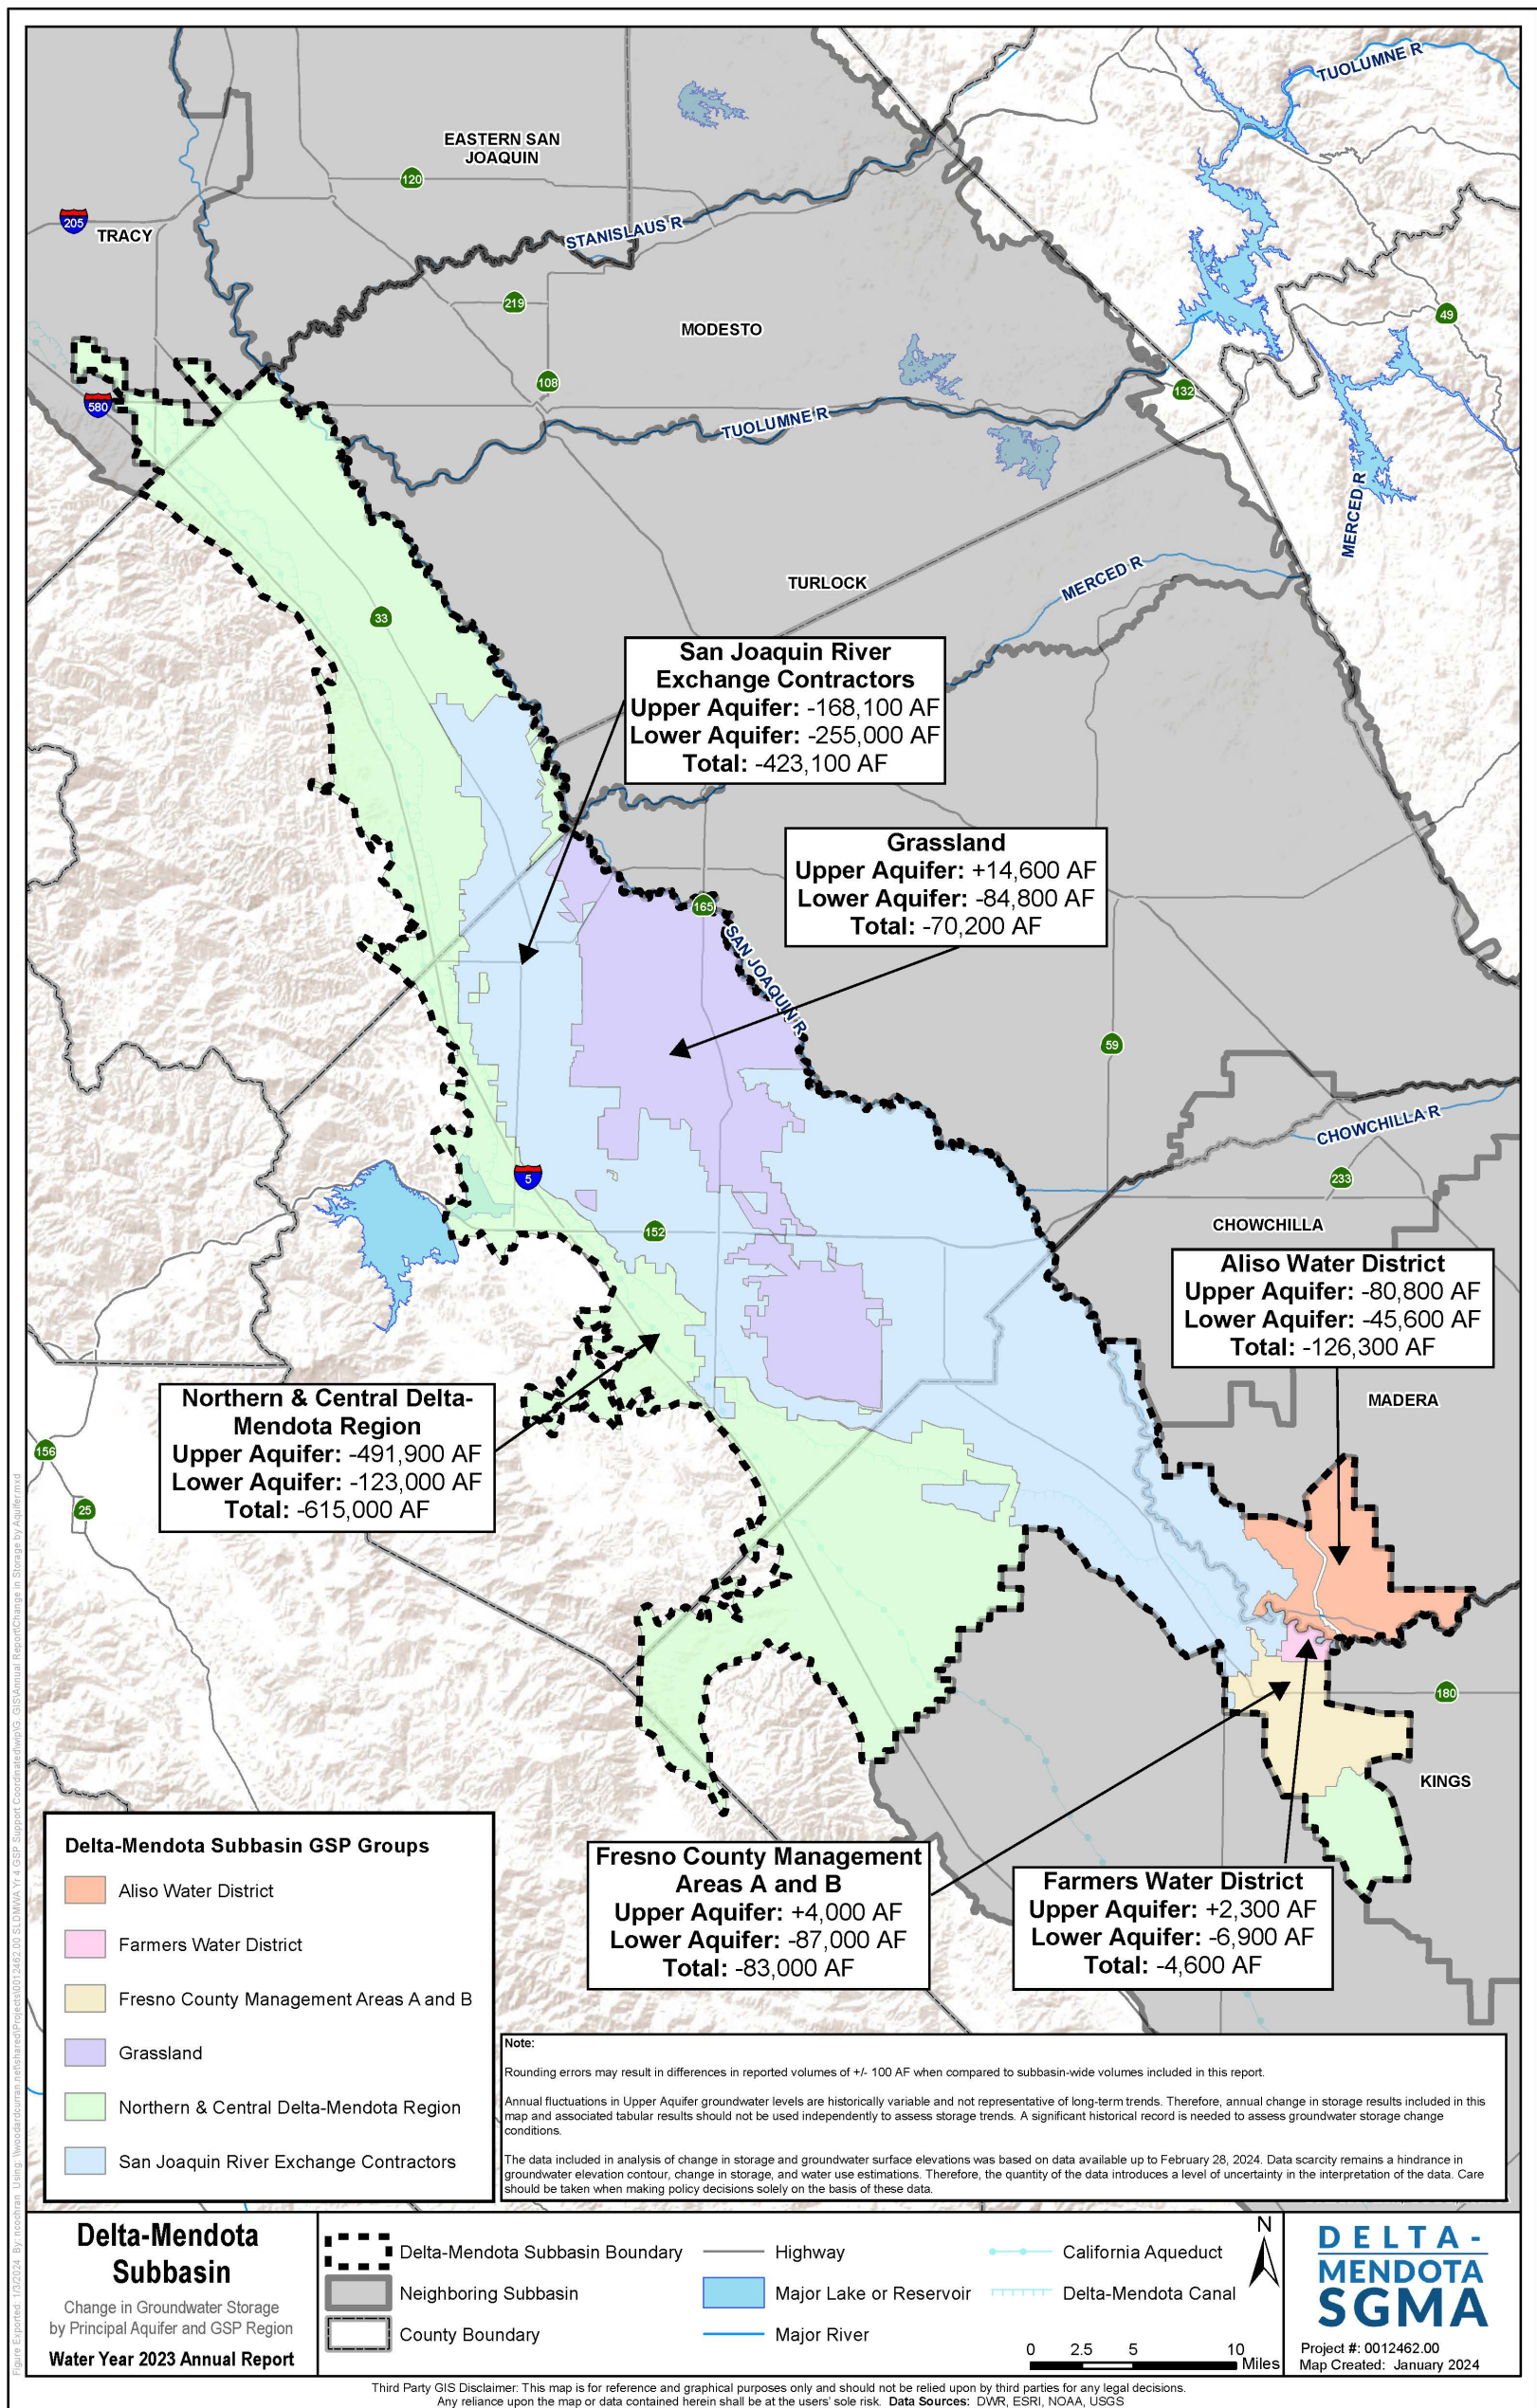 TUOLUMNE R
EASTERN SAN
JOAQUIN
120
205
TRACY
STANISLAUS R
219
MODESTO
49
108
132
580
TUOLUMNE R
MERCED R
TURLOCK
MERCED R
33
San Joaquin River
Exchange Contractors
Upper Aquifer: -168,100 AF
Lower Aquifer: -255,000 AF
Total: -423,100 AF
Grassland
Upper Aquifer: +14,600 AF
Lower Aquifer: -84,800 AF
Total: -70,200 AF
165
SAN JOAQUIN R
59
CHOWCHILLA R
5
233
152
CHOWCHILLA
Aliso Water District
Upper Aquifer: -80,800 AF
Lower Aquifer: -45,600 AF
Total: -126,300 AF
MADERA
Northern & Central Delta-
Mendota Region
Upper Aquifer: -491,900 AF
Lower Aquifer: -123,000 AF
Total: -615,000 AF
156
25
180
KINGS
Fresno County Management
Areas A and B
Upper Aquifer: +4,000 AF
Lower Aquifer: -87,000 AF
Total: -83,000 AF
Farmers Water District
Upper Aquifer: +2,300 AF
Lower Aquifer: -6,900 AF
Total: -4,600 AF
Delta-Mendota Subbasin GSP Groups
Aliso Water District
Farmers Water District
Fresno County Management Areas A and B
Grassland
Northern & Central Delta-Mendota Region
San Joaquin River Exchange Contractors
Note:
Rounding errors may result in differences in reported volumes of +/- 100 AF when compared to subbasin-wide volumes included in this report.
Annual fluctuations in Upper Aquifer groundwater levels are historically variable and not representative of long-term trends. Therefore, annual change in storage results included in this
map and associated tabular results should not be used independently to assess storage trends. A significant historical record is needed to assess groundwater storage change
conditions.
The data included in analysis of change in storage and groundwater surface elevations was based on data available up to February 28, 2024. Data scarcity remains a hindrance in
groundwater elevation contour, change in storage, and water use estimations. Therefore, the quantity of the data introduces a level of uncertainty in the interpretation of the data. Care
should be taken when making policy decisions solely on the basis of these data.
Delta-Mendota
Subbasin
Change in Groundwater Storage
by Principal Aquifer and GSP Region
Water Year 2023 Annual Report
Delta-Mendota Subbasin Boundary
Neighboring Subbasin
County Boundary
Highway
Major Lake or Reservoir
Major River
California Aqueduct
Delta-Mendota Canal
N
0 2.5 5 10
Miles
DELTA-
MENDOTA
SGMA
Project #: 0012462.00
Map Created: January 2024
Third Party GIS Disclaimer: This map is for reference and graphical purposes only and should not be relied upon by third parties for any legal decisions.
Any reliance upon the map or data contained herein shall be at the users' sole risk. Data Sources: DWR, ESRI, NOAA, USGS
Figure Exported: 1/3/2024 By: ncochran Using: